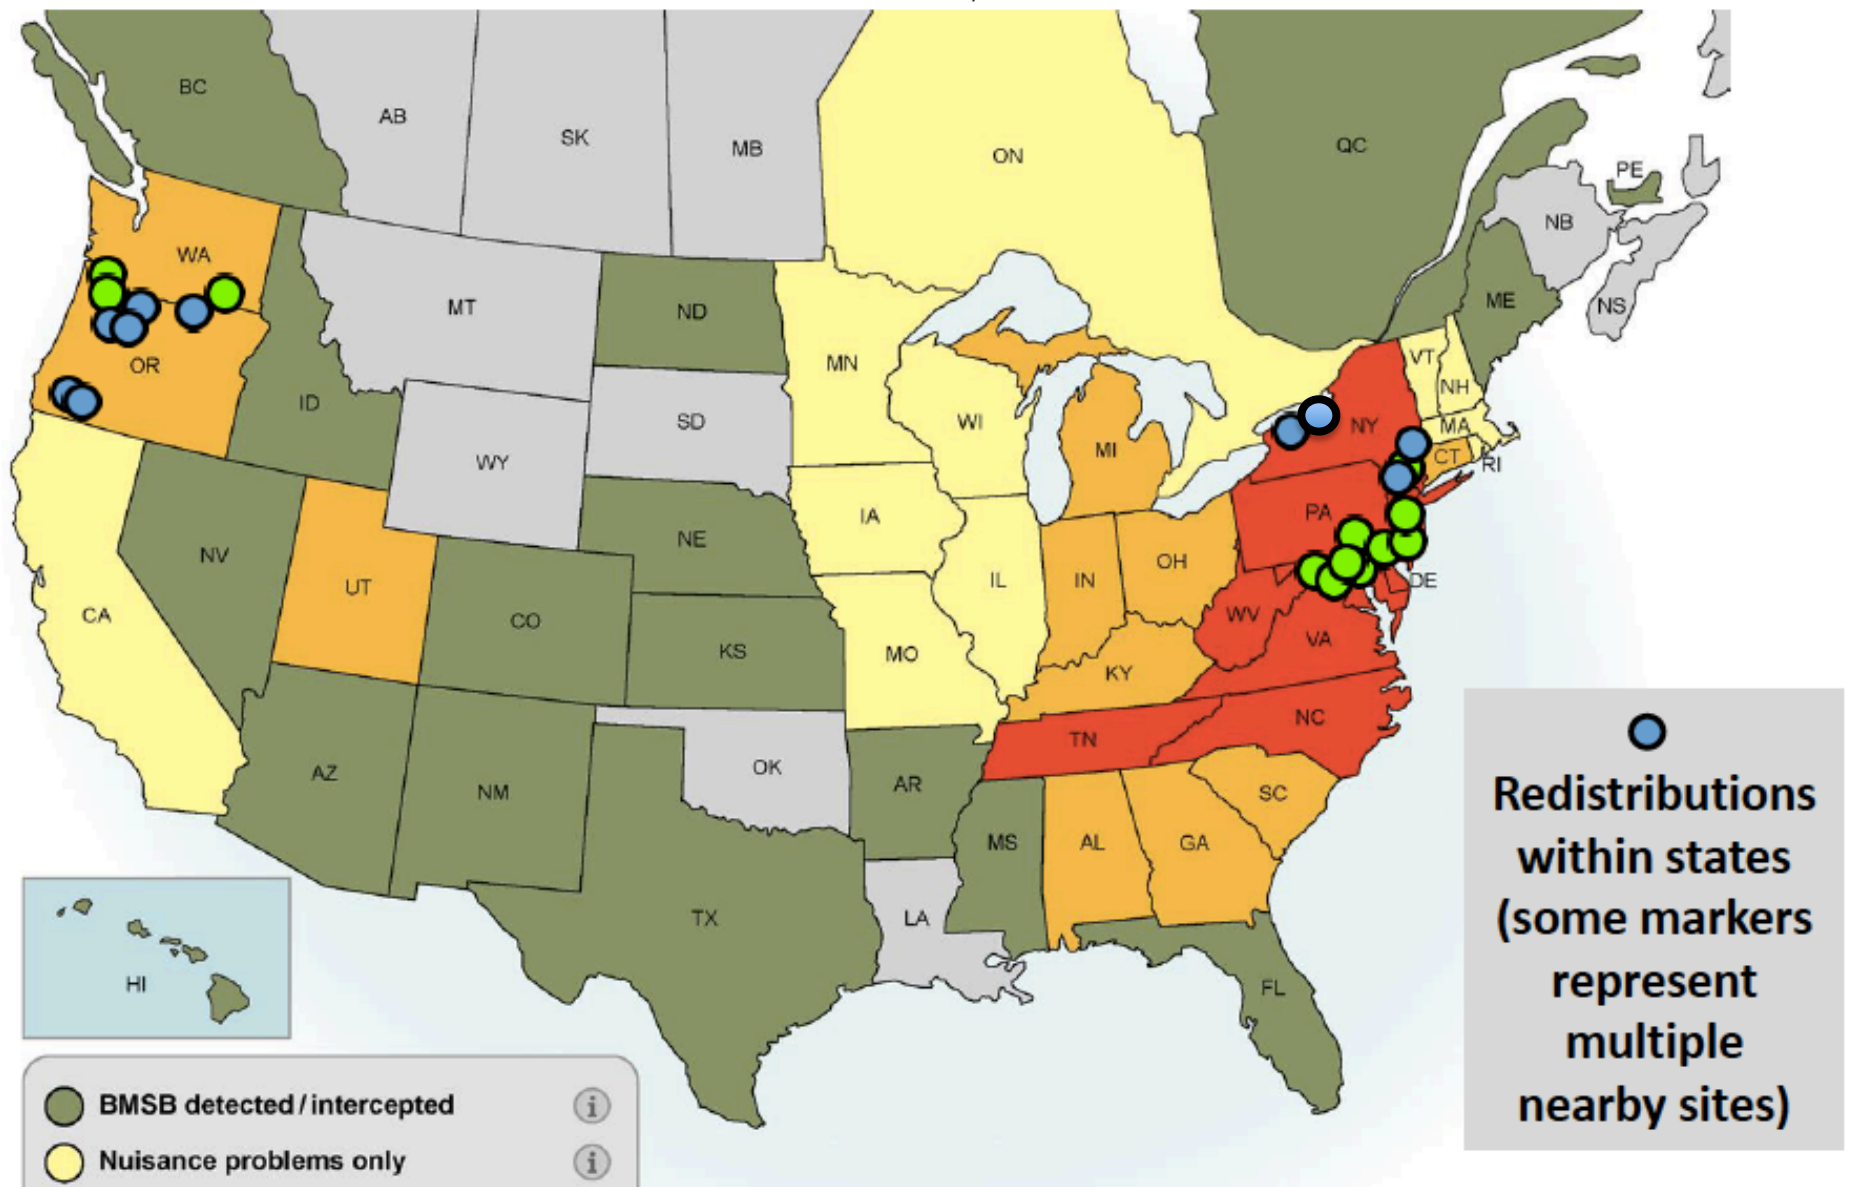 BC
AB
SK
MB
ON
QC
PE
NB
NS
ME
WA
MT
ND
MN
VT
NH
OR
ID
SD
WI
NY
MA
MI
CT
RI
WY
IA
PA
NE
NV
UT
IL
IN
OH
DE
CA
CO
WV
KS
MO
VA
KY
NC
TN
AZ
NM
OK
AR
SC
MS
AL
GA
TX
LA
HI
FL
Redistributions
within states
(some markers
represent
multiple
nearby sites)
BMSB detected / intercepted i
Nuisance problems only i